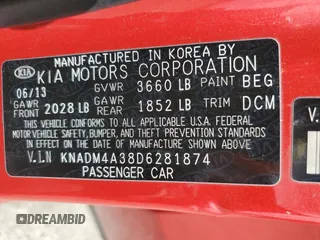 MANUFACTURED IN KOREA BY
KIA KIA MOTORS CORPORATION
06/13 GVWR 3660 LB PAINT BEG
GAWR FRONT 2028 LB GAWR REAR 1852 LB TRIM DCM
THIS VEHICLE CONFORMS TO ALL APPLICABLE U.S.
FEDERAL MOTOR VEHICLE SAFETY,
BUMPER, AND THEFT PREVENTION STANDARDS
IN EFFECT ON THE DATE OF MANUFACTURE
SHOWN ABOVE.
V.I.N KNADM4A38D6281874
PASSENGER CAR
V.
DREAMBID